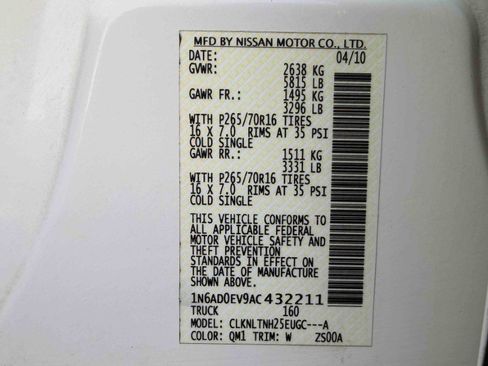 MFD BY NISSAN MOTOR CO., LTD.
DATE: 04/10
GVWR: 2638 KG
5815 LB
GAWR FR.: 1495 KG
3296 LB
WITH P265/70R16 TIRES
16 X 7.0 RIMS AT 35 PSI
COLD SINGLE
GAWR RR.: 1511 KG
3331 LB
WITH P265/70R16 TIRES
16 X 7.0 RIMS AT 35 PSI
COLD SINGLE
THIS VEHICLE CONFORMS TO
ALL APPLICABLE FEDERAL
MOTOR VEHICLE SAFETY AND
THEFT PREVENTION
STANDARDS IN EFFECT ON
THE DATE OF MANUFACTURE
SHOWN ABOVE.
1N6AD0EV9AC432211
TRUCK 160
MODEL: CLKNLTNH25EUGC---A
COLOR: QM1 TRIM: W ZS00A